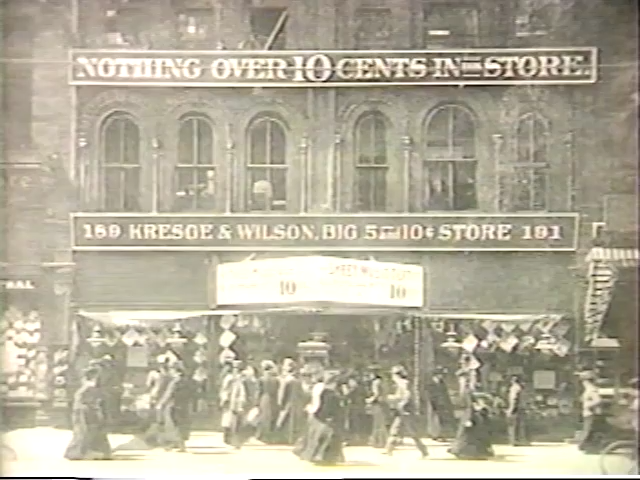 NOTHING OVER 10 CENTS IN THE STORE.
189 KRESGE & WILSON. BIG 5 AND 10¢ STORE 191
10 10